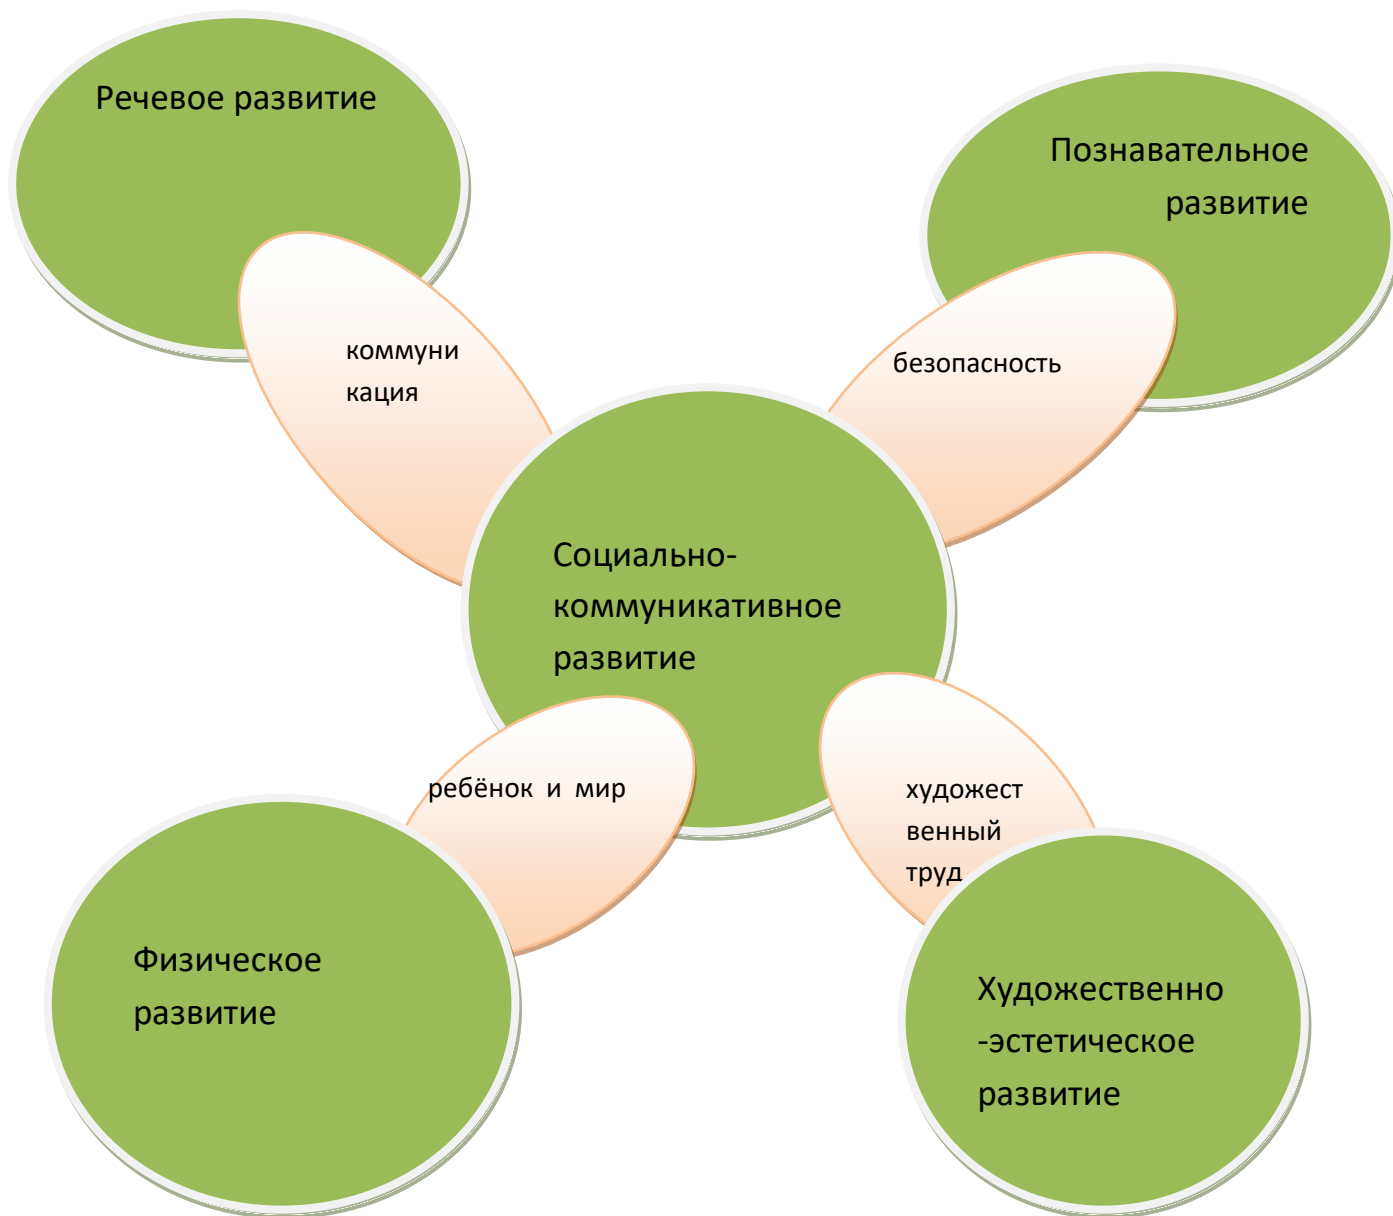 Речевое развитие
Познавательное
развитие
коммуни
кация
безопасность
Социально-
коммуникативное
развитие
ребёнок и мир
художест
венный
труд
Физическое
развитие
Художественно
-эстетическое
развитие